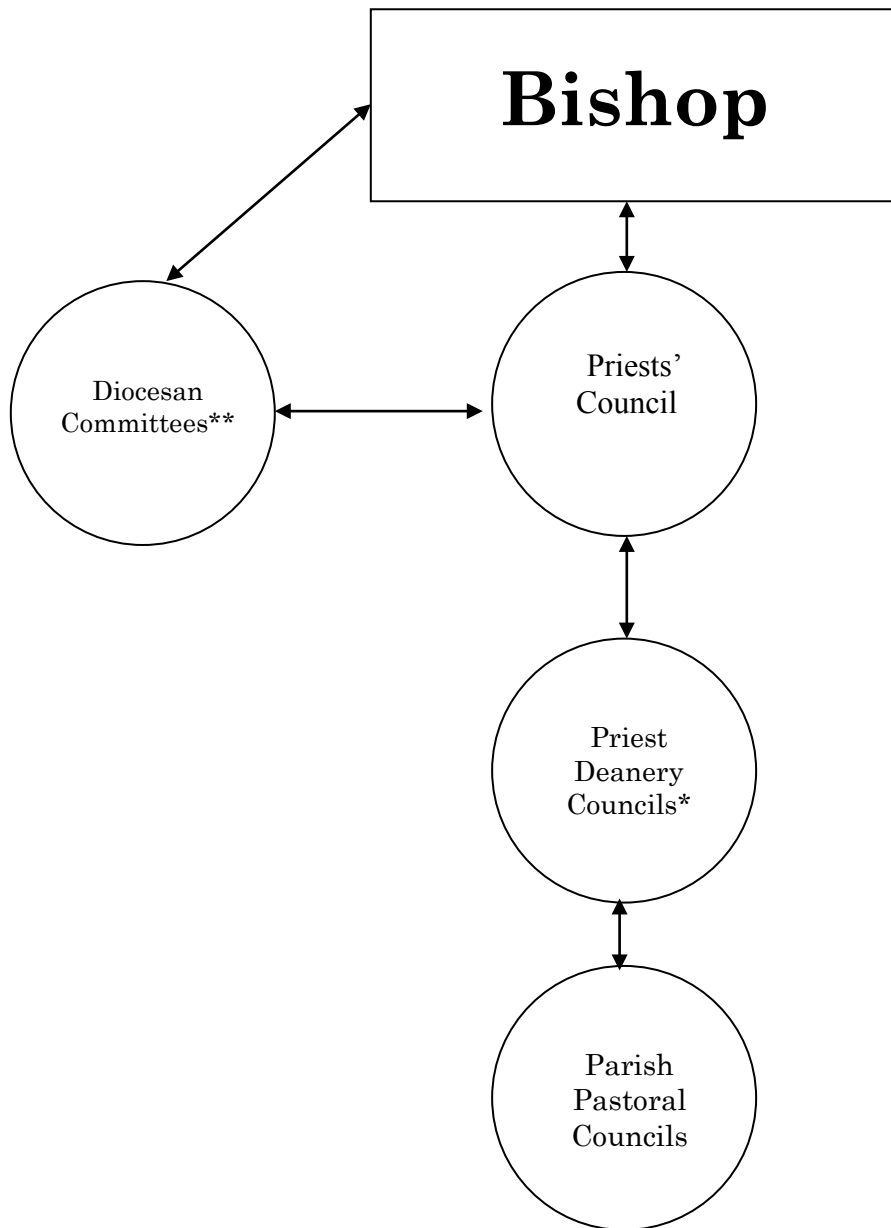 Bishop
Diocesan
Committees**
Priests’
Council
Priest
Deanery
Councils*
Parish
Pastoral
Councils